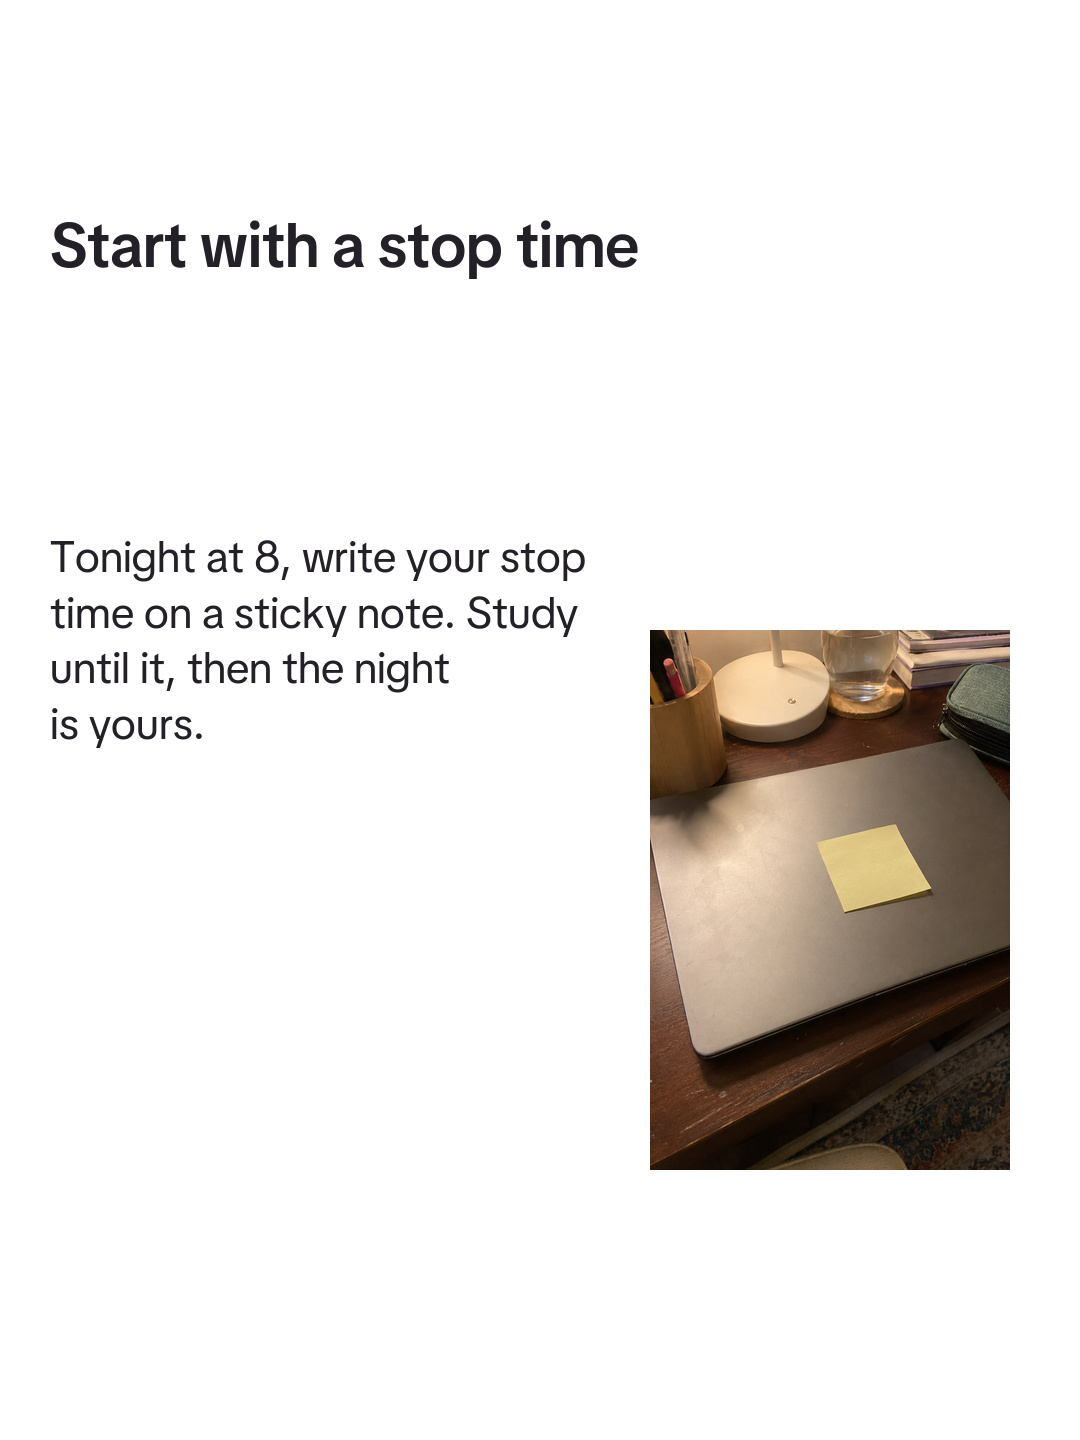 Start with a stop time
Tonight at 8, write your stop
time on a sticky note. Study
until it, then the night
is yours.